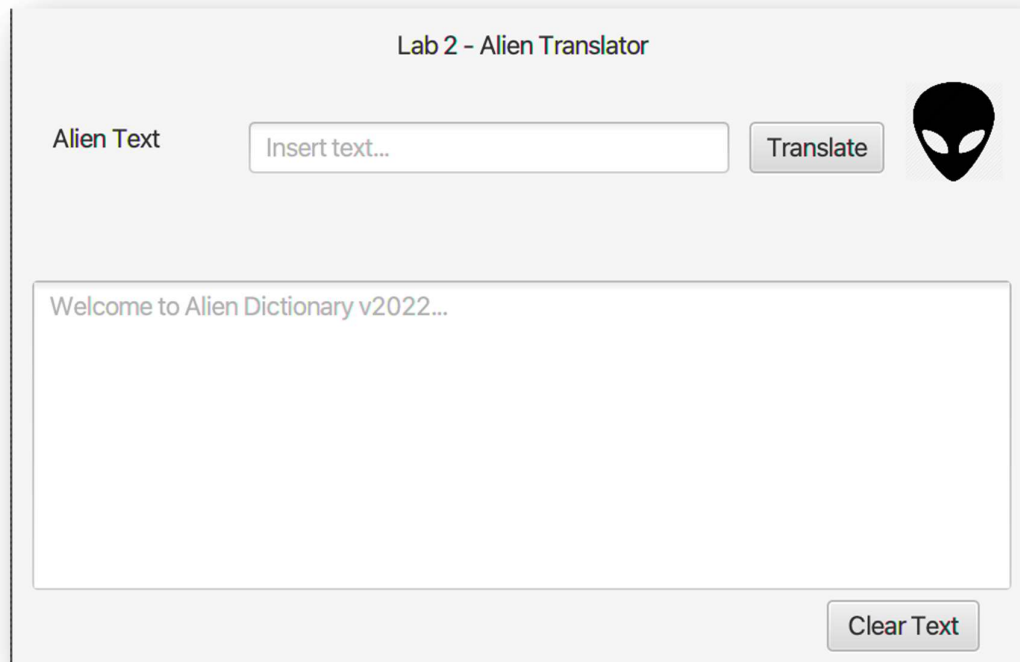 Lab 2 - Alien Translator
Alien Text
Insert text...
Translate
Welcome to Alien Dictionary v2022...
Clear Text